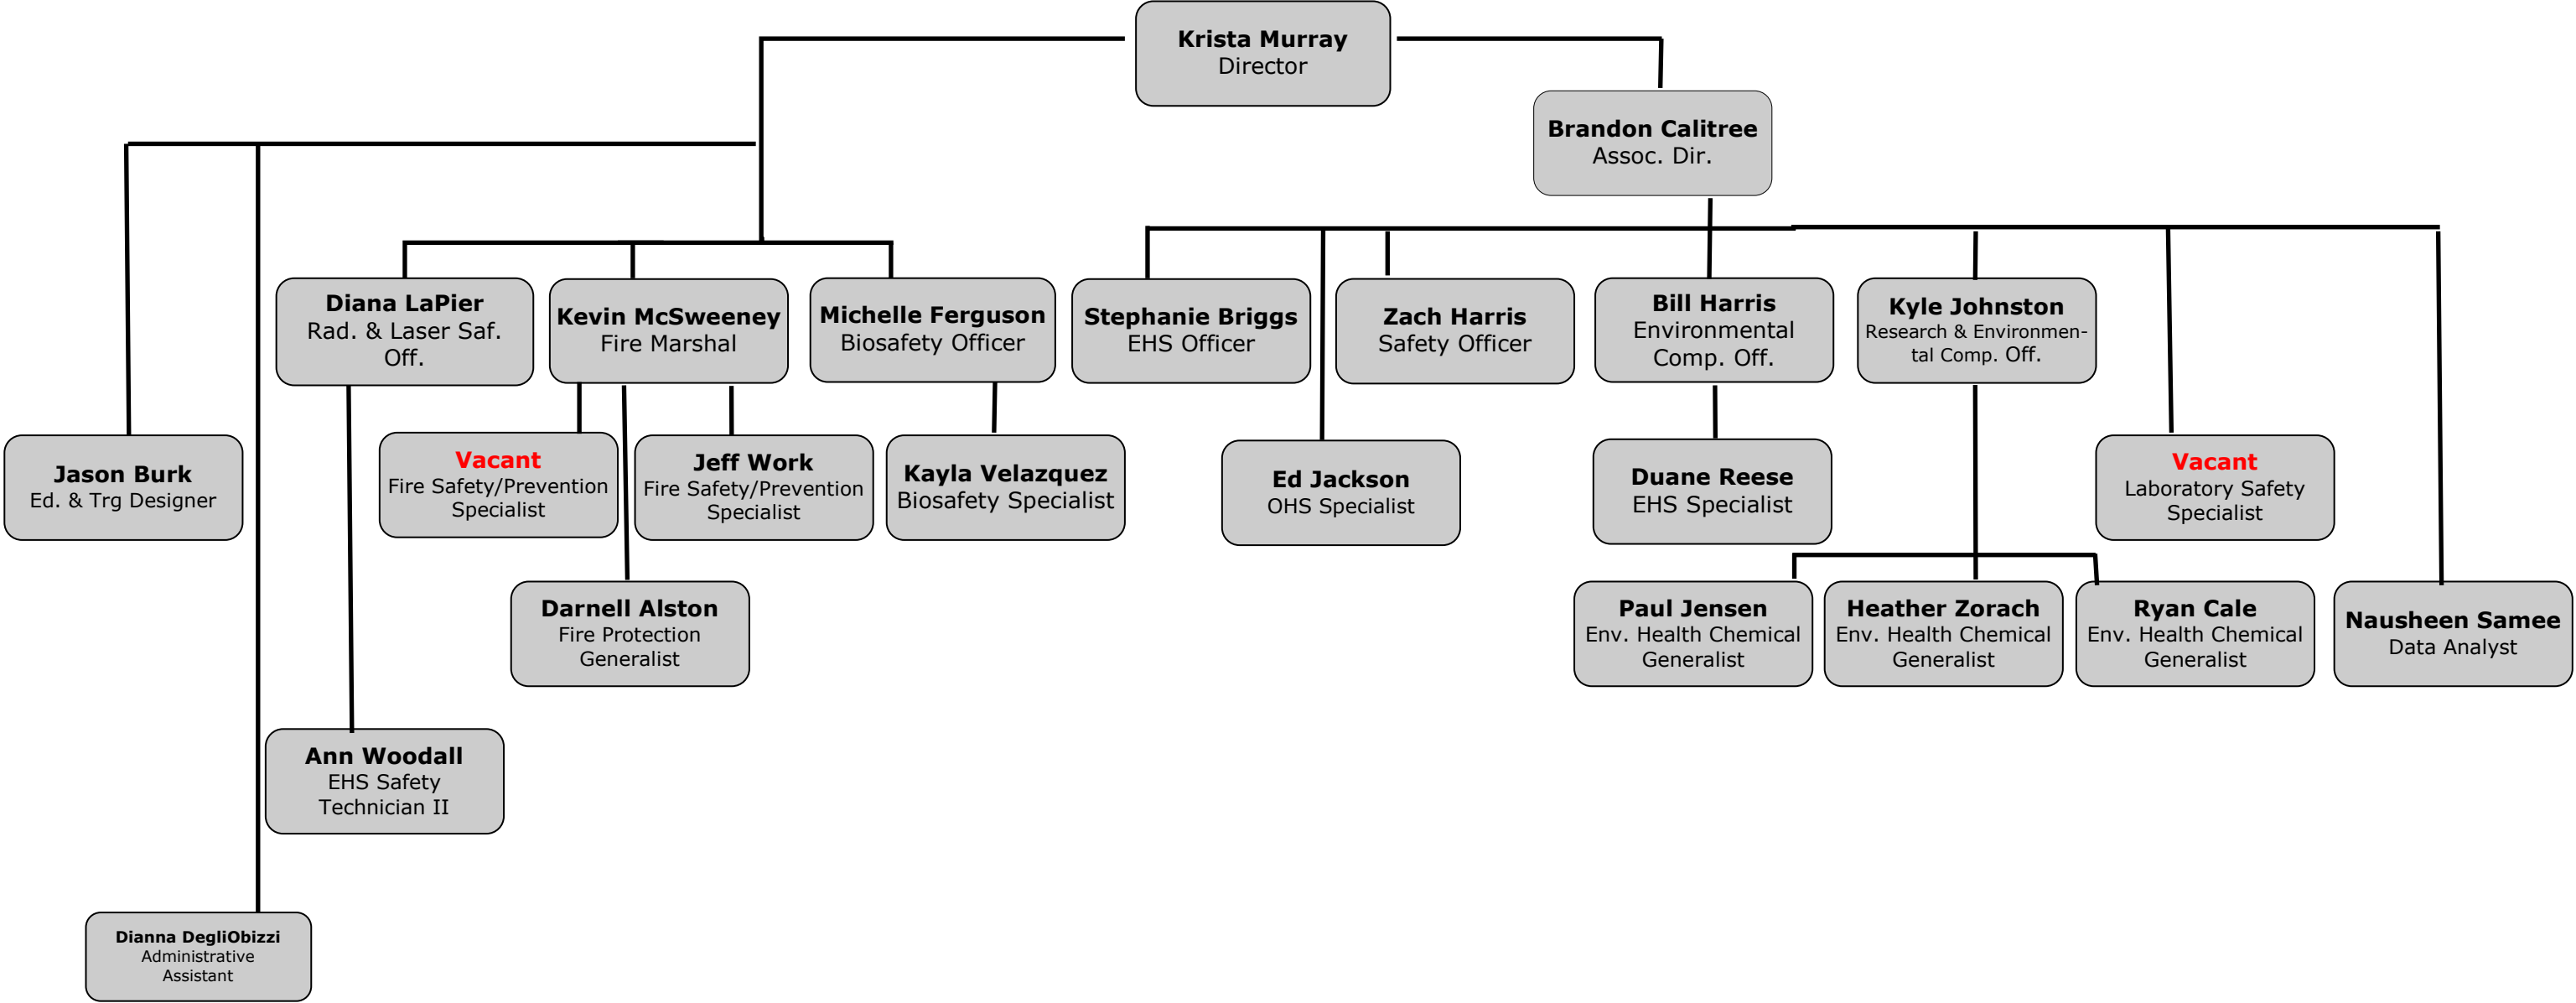 Krista Murray
Director
Brandon Calitree
Assoc. Dir.
Diana LaPier
Rad. & Laser Saf.
Off.
Kevin McSweeney
Fire Marshal
Michelle Ferguson
Biosafety Officer
Stephanie Briggs
EHS Officer
Zach Harris
Safety Officer
Bill Harris
Environmental
Comp. Off.
Kyle Johnston
Research & Environmen-
tal Comp. Off.
Jason Burk
Ed. & Trg Designer
Vacant
Fire Safety/Prevention
Specialist
Jeff Work
Fire Safety/Prevention
Specialist
Kayla Velazquez
Biosafety Specialist
Ed Jackson
OHS Specialist
Duane Reese
EHS Specialist
Vacant
Laboratory Safety
Specialist
Darnell Alston
Fire Protection
Generalist
Paul Jensen
Env. Health Chemical
Generalist
Heather Zorach
Env. Health Chemical
Generalist
Ryan Cale
Env. Health Chemical
Generalist
Nausheen Samee
Data Analyst
Ann Woodall
EHS Safety
Technician II
Dianna DegliObizzi
Administrative
Assistant